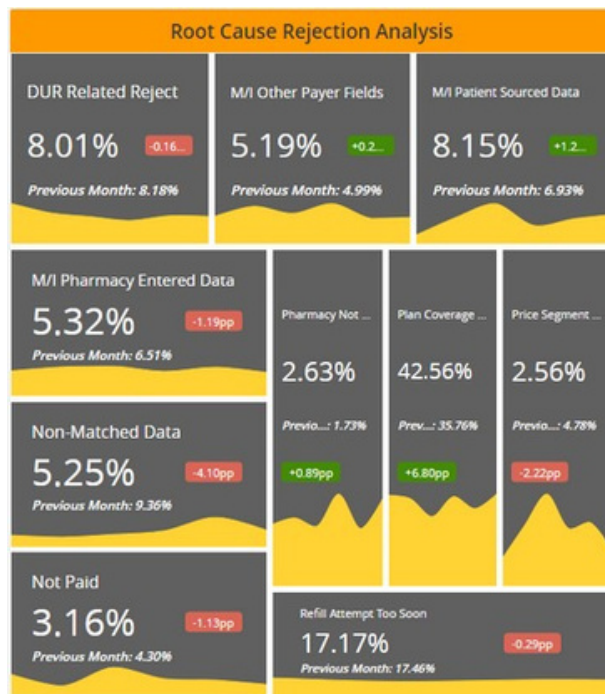 Root Cause Rejection Analysis
DUR Related Reject
8.01%
-0.16...
Previous Month: 8.18%
M/I Other Payer Fields
5.19%
+0.2...
Previous Month: 4.99%
M/I Patient Sourced Data
8.15%
+1.2...
Previous Month: 6.93%
M/I Pharmacy Entered Data
5.32%
-1.19pp
Previous Month: 6.51%
Non-Matched Data
5.25%
-4.10pp
Previous Month: 9.36%
Not Paid
3.16%
-1.13pp
Previous Month: 4.30%
Pharmacy Not ...
2.63%
Previo...: 1.73%
+0.89pp
Plan Coverage ...
42.56%
Prev...: 35.76%
+6.80pp
Price Segment ...
2.56%
Previo...: 4.78%
-2.22pp
Refill Attempt Too Soon
17.17%
-0.29pp
Previous Month: 17.46%